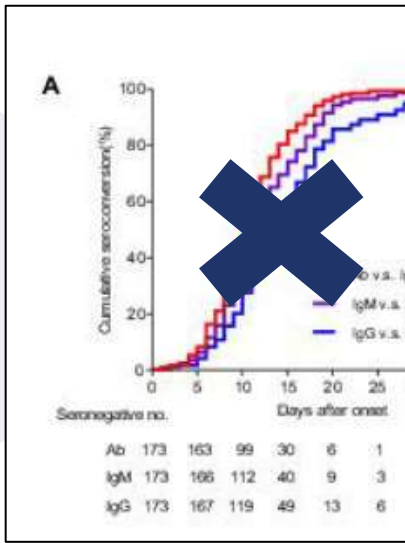 A
Cumulative seroconversion(%)
100
80
60
40
20
0
0 5 10 15 20 25
Days after onset
v.s.
IgM v.s.
IgG v.s.
Seronegative no.
Ab 173 163 99 30 6 1
IgM 173 166 112 40 9 3
IgG 173 167 119 49 13 6